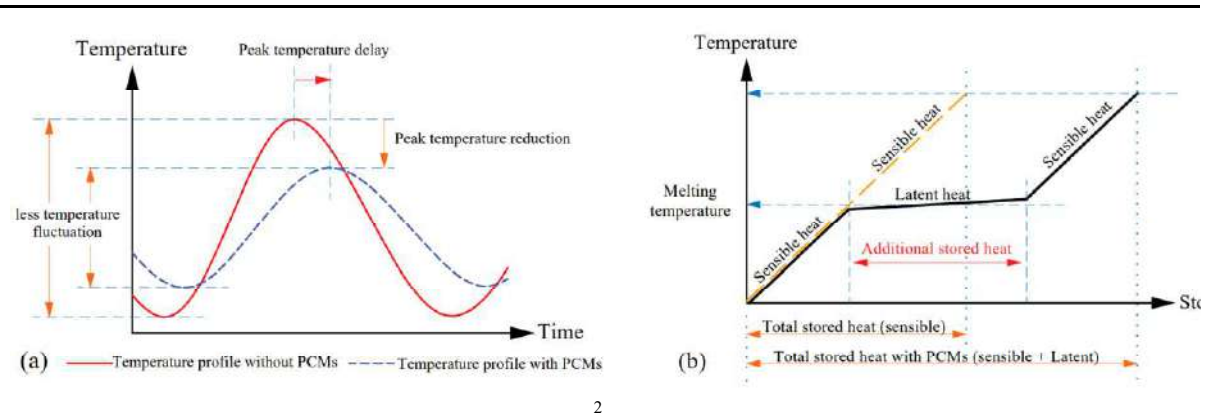 Temperature
Peak temperature delay
Peak temperature reduction
less temperature
fluctuation
Time
(a)
Temperature profile without PCMs
Temperature profile with PCMs
Temperature
Sensible heat
Sensible heat
Melting
temperature
Latent heat
Sensible heat
Additional stored heat
Total stored heat (sensible)
(b)
Total stored heat with PCMs (sensible + Latent)
2